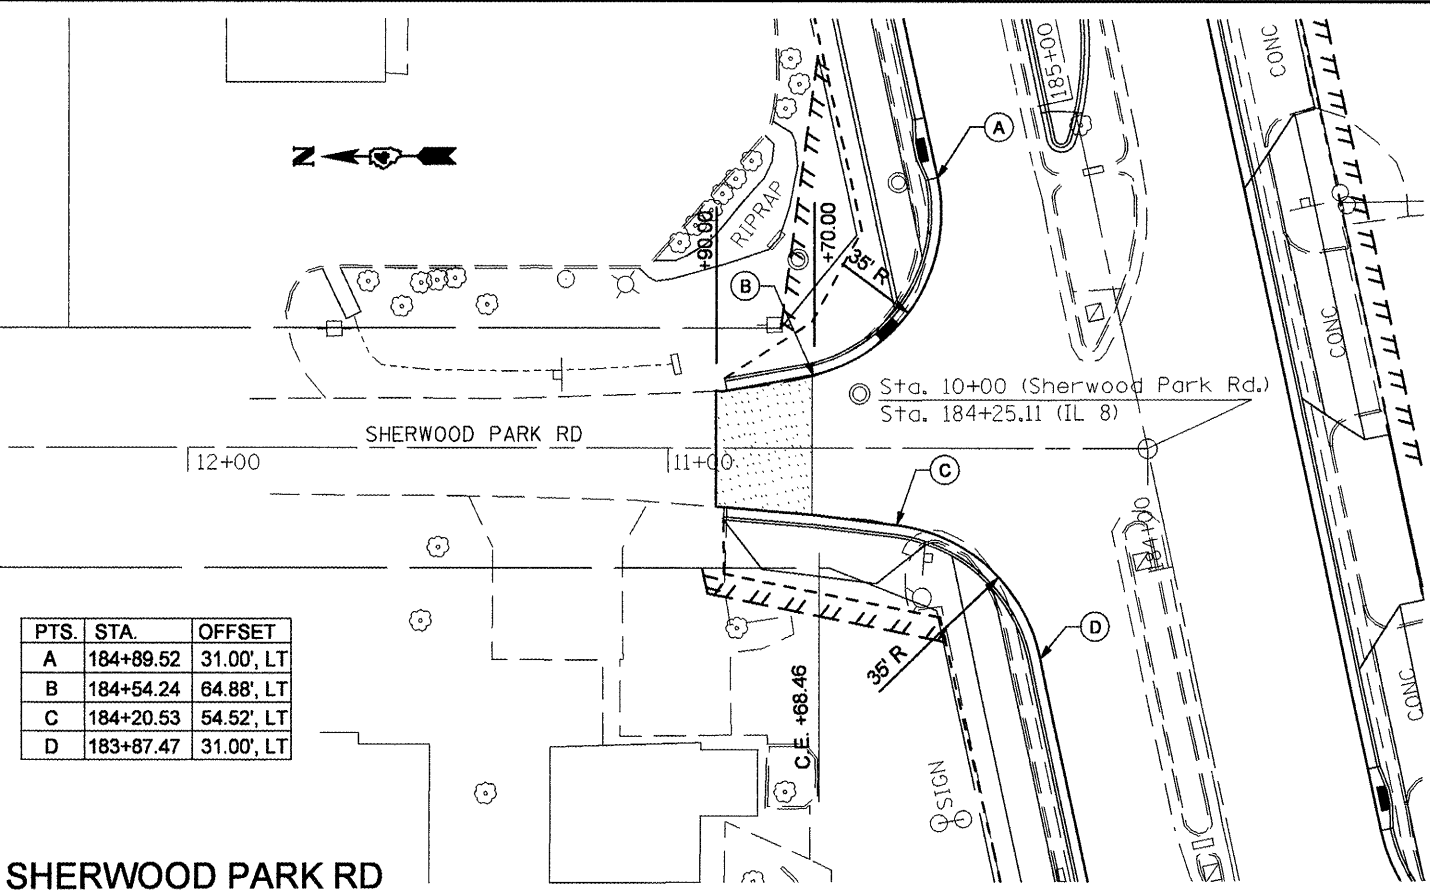 185+00
CONC
A
N
RIPRAP
+90.00
+70.00
35' R
B
CONC
Sta. 10+00 (Sherwood Park Rd.)
Sta. 184+25.11 (IL 8)
SHERWOOD PARK RD
12+00
11+00
C
184+00
PTS. STA. OFFSET
A 184+89.52 31.00', LT
B 184+54.24 64.88', LT
C 184+20.53 54.52', LT
D 183+87.47 31.00', LT
D
35' R
C.E. +68.46
CONC
SIGN
SHERWOOD PARK RD